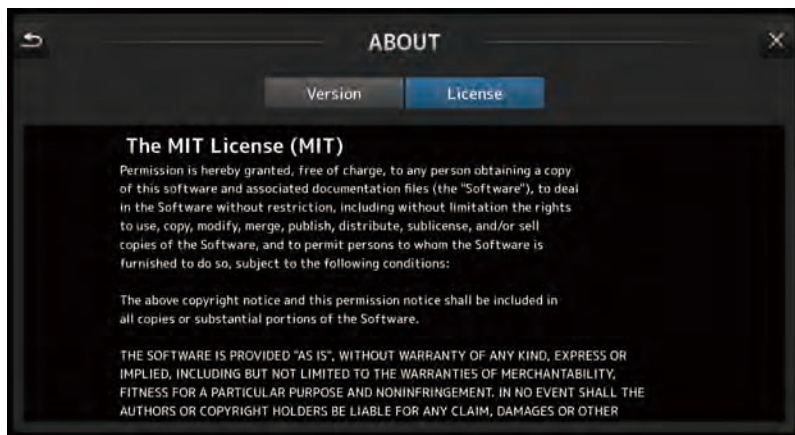 ABOUT
Version License
The MIT License (MIT)
Permission is hereby granted, free of charge, to any person obtaining a copy
of this software and associated documentation files (the "Software"), to deal
in the Software without restriction, including without limitation the rights
to use, copy, modify, merge, publish, distribute, sublicense, and/or sell
copies of the Software, and to permit persons to whom the Software is
furnished to do so, subject to the following conditions:
The above copyright notice and this permission notice shall be included in
all copies or substantial portions of the Software.
THE SOFTWARE IS PROVIDED "AS IS", WITHOUT WARRANTY OF ANY KIND, EXPRESS OR
IMPLIED, INCLUDING BUT NOT LIMITED TO THE WARRANTIES OF MERCHANTABILITY,
FITNESS FOR A PARTICULAR PURPOSE AND NONINFRINGEMENT. IN NO EVENT SHALL THE
AUTHORS OR COPYRIGHT HOLDERS BE LIABLE FOR ANY CLAIM, DAMAGES OR OTHER